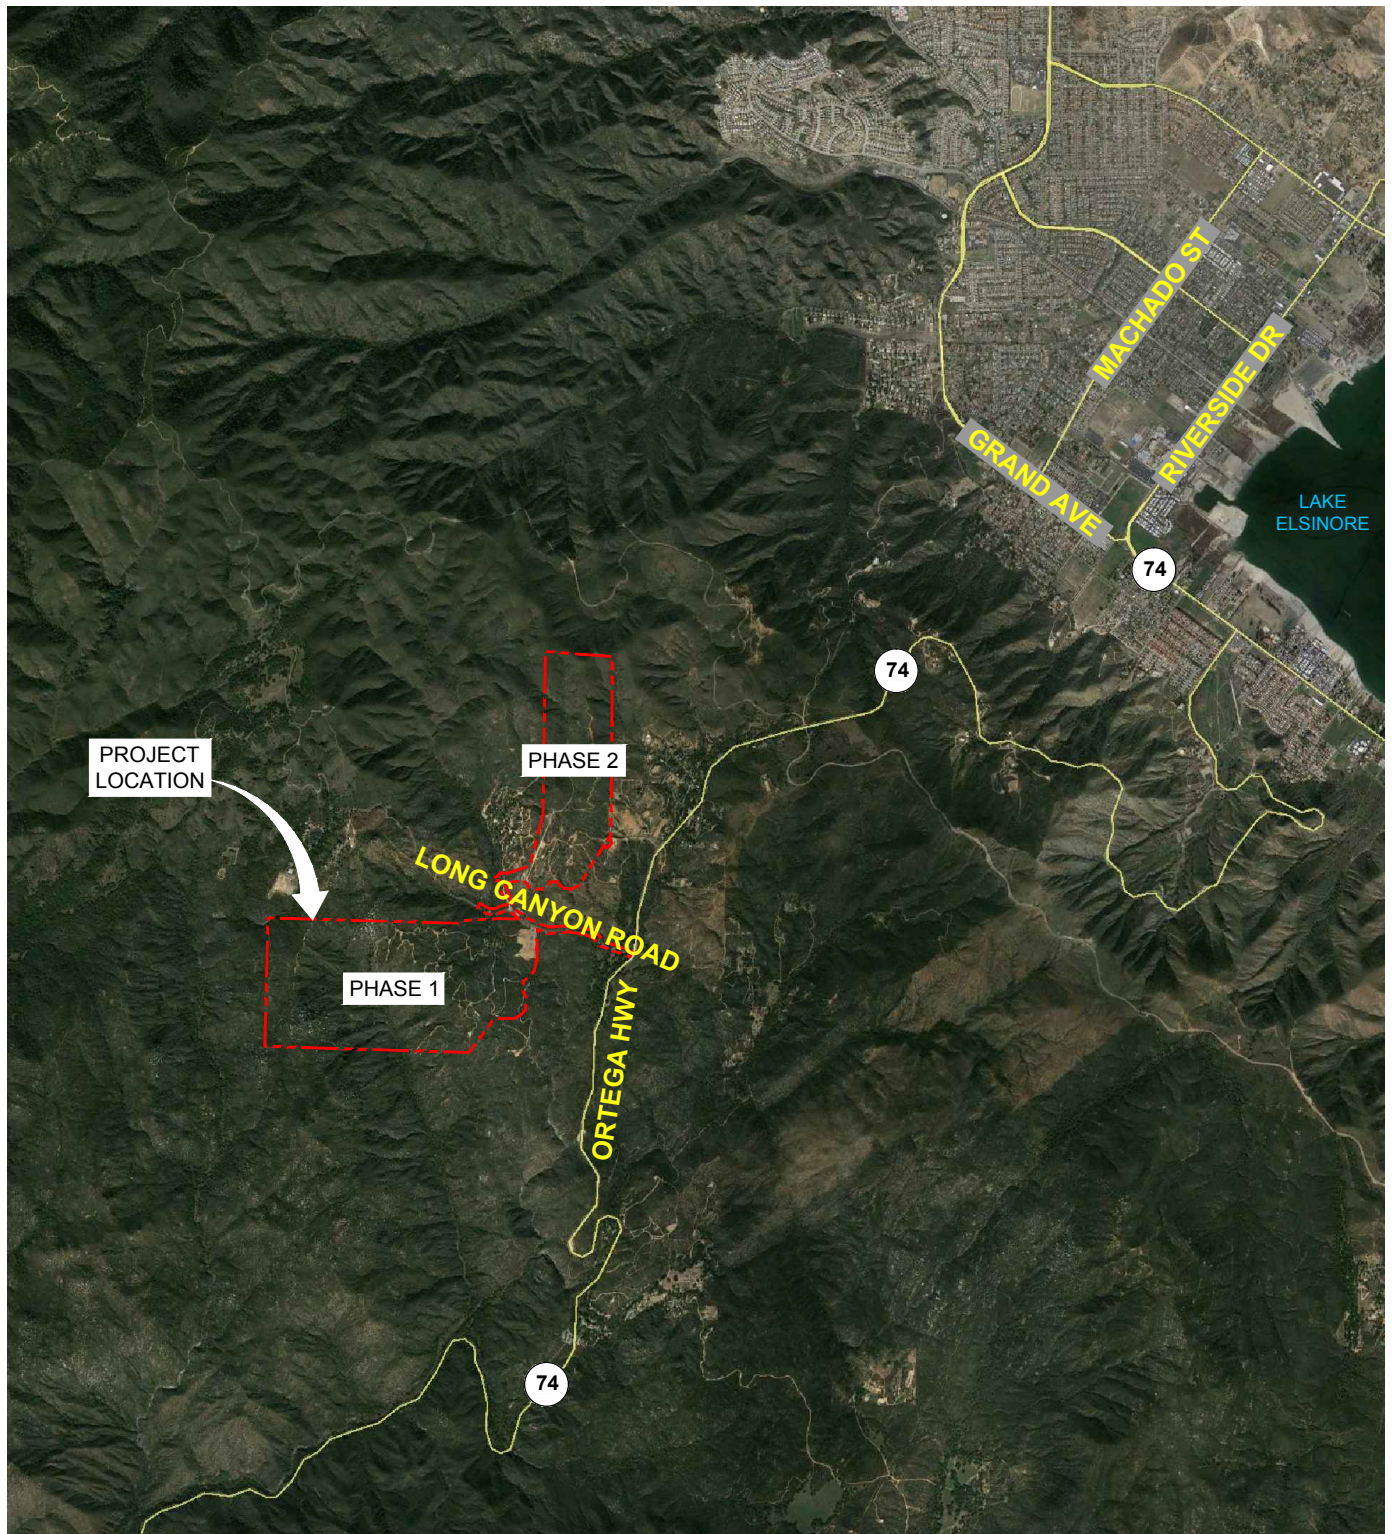 MACHADO ST
RIVERSIDE DR
GRAND AVE
LAKE
ELSINORE
74
74
PHASE 2
PROJECT
LOCATION
LONG CANYON ROAD
PHASE 1
ORTEGA HWY
74